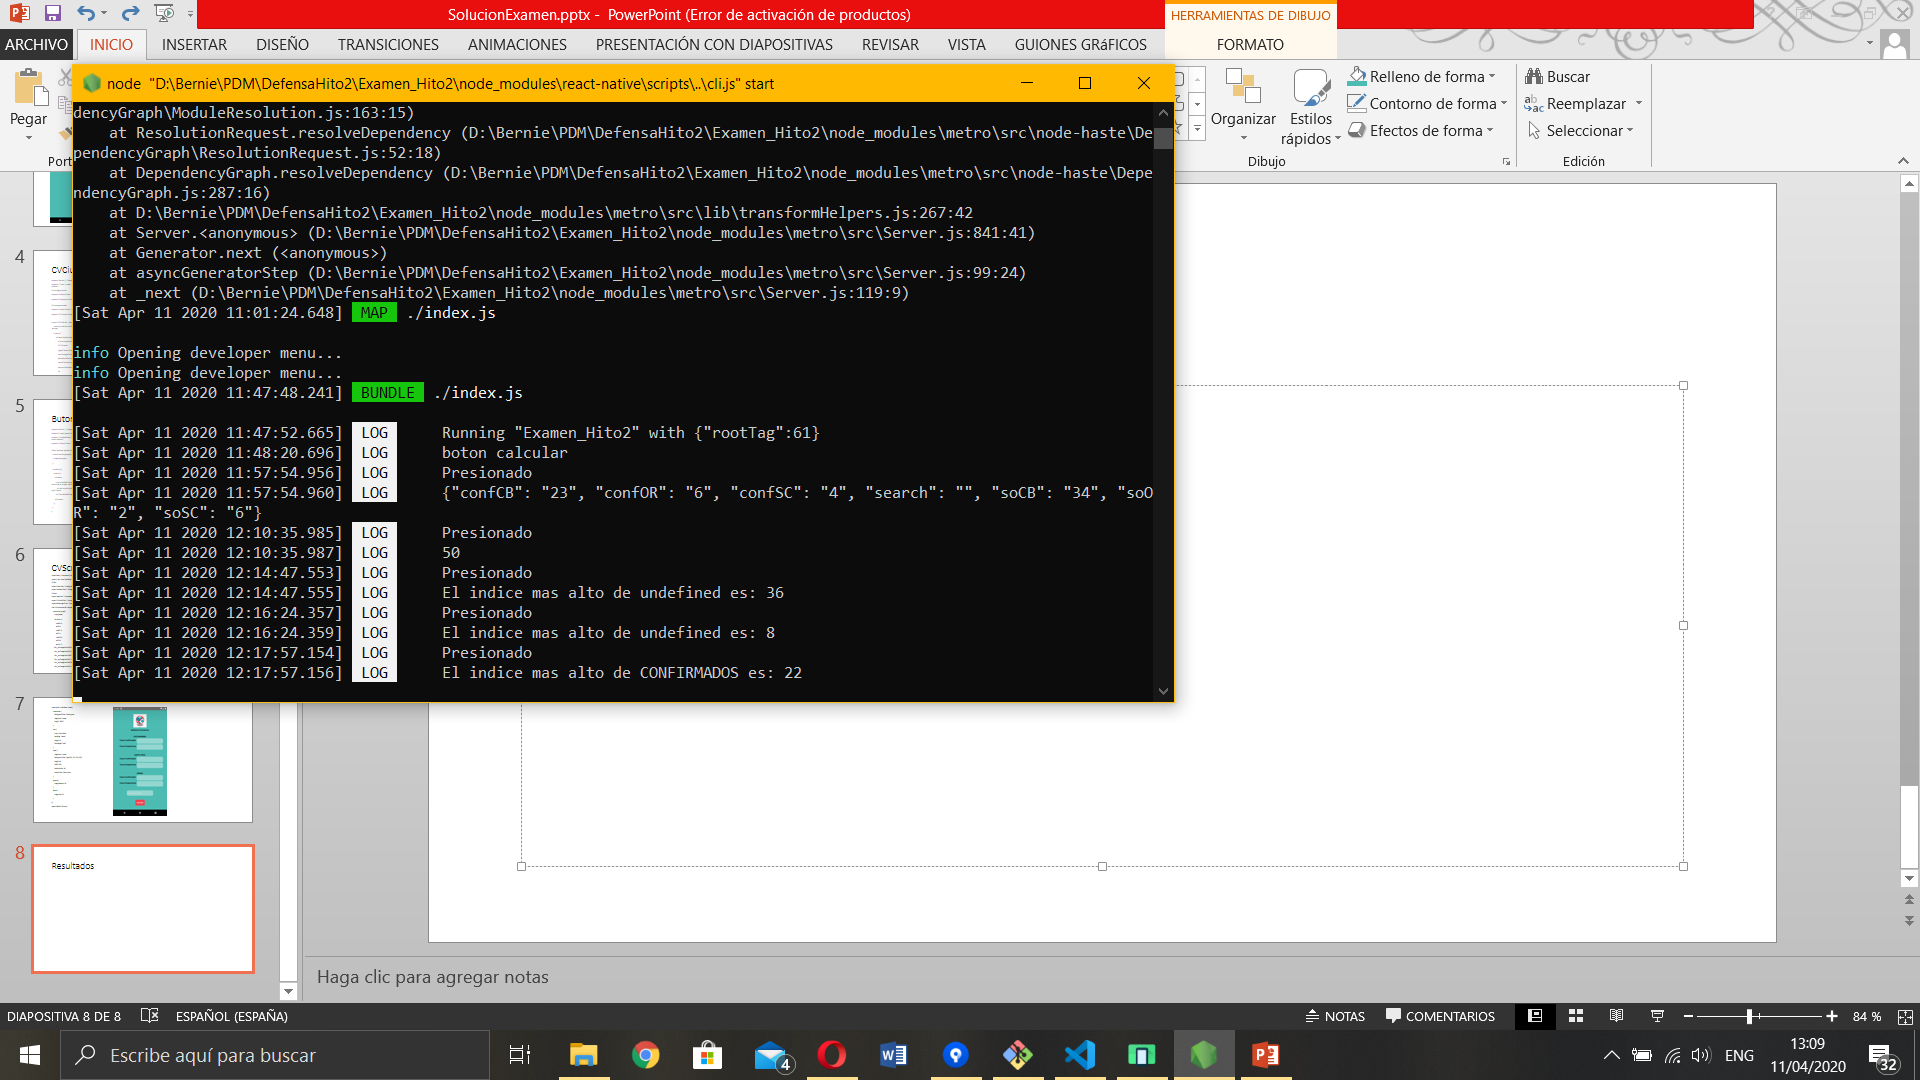 SolucionExamen.pptx - PowerPoint (Error de activación de productos)
HERRAMIENTAS DE DIBUJO
ARCHIVO INICIO INSERTAR DISEÑO TRANSICIONES ANIMACIONES PRESENTACIÓN CON DIAPOSITIVAS REVISAR VISTA GUIONES GRáFICOS FORMATO
Pegar
Organizar
Estilos
rápidos
Relleno de forma
Contorno de forma
Efectos de forma
Buscar
Reemplazar
Seleccionar
Dibujo
Edición
node "D:\Bernie\PDM\DefensaHito2\Examen_Hito2\node_modules\react-native\scripts\..\cli.js" start
dencyGraph\ModuleResolution.js:163:15)
at ResolutionRequest.resolveDependency (D:\Bernie\PDM\DefensaHito2\Examen_Hito2\node_modules\metro\src\node-haste\De
pendencyGraph\ResolutionRequest.js:52:18)
at DependencyGraph.resolveDependency (D:\Bernie\PDM\DefensaHito2\Examen_Hito2\node_modules\metro\src\node-haste\Depe
ndencyGraph.js:287:16)
at D:\Bernie\PDM\DefensaHito2\Examen_Hito2\node_modules\metro\src\lib\transformHelpers.js:267:42
at Server.<anonymous> (D:\Bernie\PDM\DefensaHito2\Examen_Hito2\node_modules\metro\src\Server.js:841:41)
at Generator.next (<anonymous>)
at asyncGeneratorStep (D:\Bernie\PDM\DefensaHito2\Examen_Hito2\node_modules\metro\src\Server.js:99:24)
at _next (D:\Bernie\PDM\DefensaHito2\Examen_Hito2\node_modules\metro\src\Server.js:119:9)
[Sat Apr 11 2020 11:01:24.648] MAP ./index.js
info Opening developer menu...
info Opening developer menu...
[Sat Apr 11 2020 11:47:48.241] BUNDLE ./index.js
[Sat Apr 11 2020 11:47:52.665] LOG Running "Examen_Hito2" with {"rootTag":61}
[Sat Apr 11 2020 11:48:20.696] LOG boton calcular
[Sat Apr 11 2020 11:57:54.956] LOG Presionado
[Sat Apr 11 2020 11:57:54.960] LOG {"confCB": "23", "confOR": "6", "confSC": "4", "search": "", "soCB": "34", "soO
R": "2", "soSC": "6"}
[Sat Apr 11 2020 12:10:35.985] LOG Presionado
[Sat Apr 11 2020 12:10:35.987] LOG 50
[Sat Apr 11 2020 12:14:47.553] LOG Presionado
[Sat Apr 11 2020 12:14:47.555] LOG El indice mas alto de undefined es: 36
[Sat Apr 11 2020 12:16:24.357] LOG Presionado
[Sat Apr 11 2020 12:16:24.359] LOG El indice mas alto de undefined es: 8
[Sat Apr 11 2020 12:17:57.154] LOG Presionado
[Sat Apr 11 2020 12:17:57.156] LOG El indice mas alto de CONFIRMADOS es: 22
4
5
6
7
8
Resultados
Haga clic para agregar notas
DIAPOSITIVA 8 DE 8 ESPAÑOL (ESPAÑA) NOTAS COMENTARIOS 84 %
Escribe aquí para buscar
4
ENG
13:09
11/04/2020
32